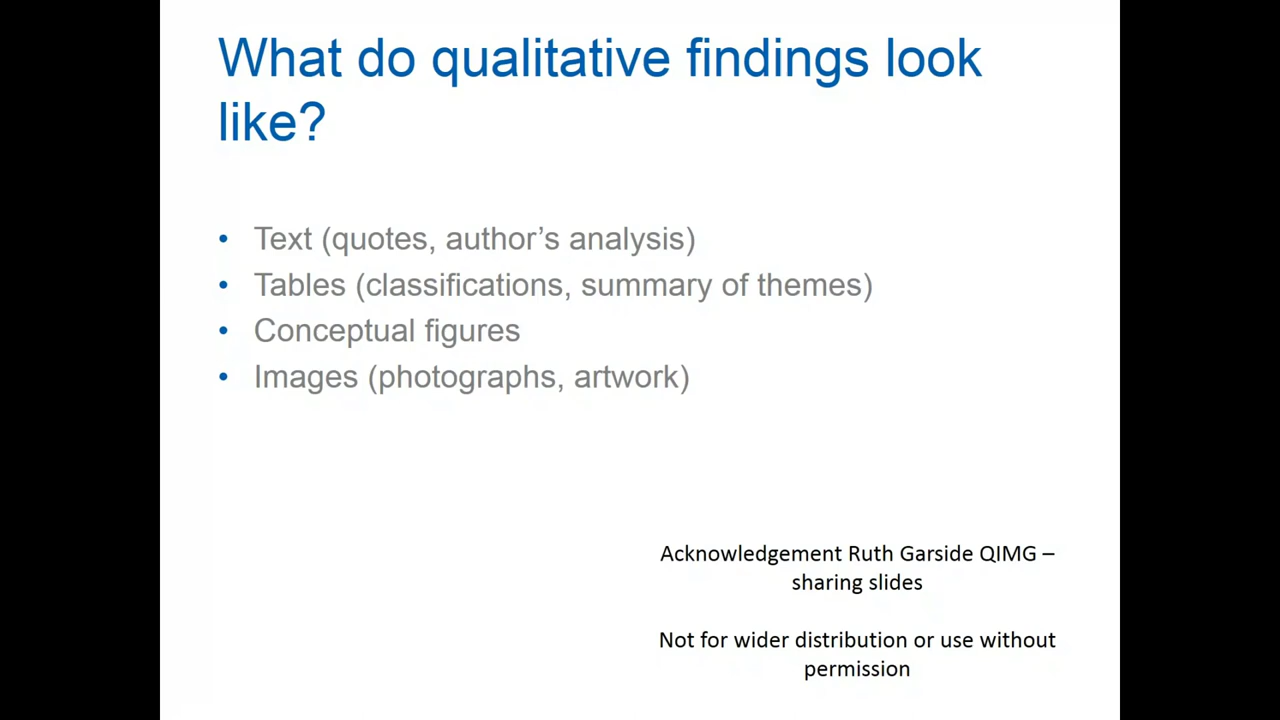 What do qualitative findings look
like?
• Text (quotes, author’s analysis)
• Tables (classifications, summary of themes)
• Conceptual figures
• Images (photographs, artwork)
Acknowledgement Ruth Garside QIMG –
sharing slides
Not for wider distribution or use without
permission